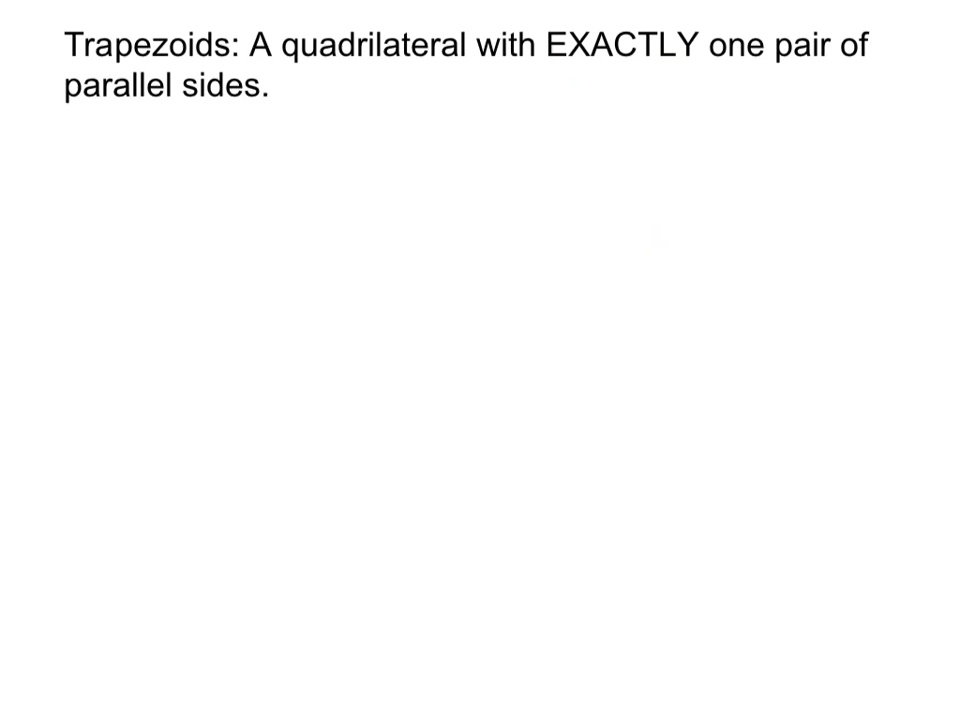 Trapezoids: A quadrilateral with EXACTLY one pair of
parallel sides.